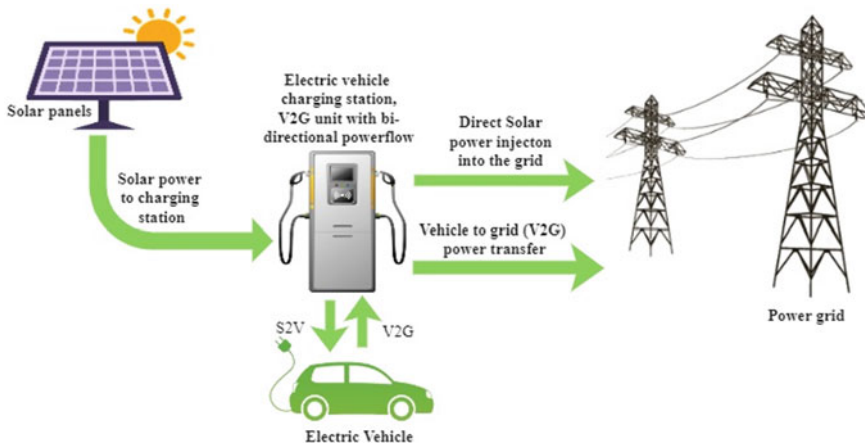 Solar panels
Electric vehicle
charging station,
V2G unit with bi-
directional powerflow
Solar power
to charging
station
Direct Solar
power injecton
into the grid
Vehicle to grid (V2G)
power transfer
Power grid
S2V
V2G
Electric Vehicle